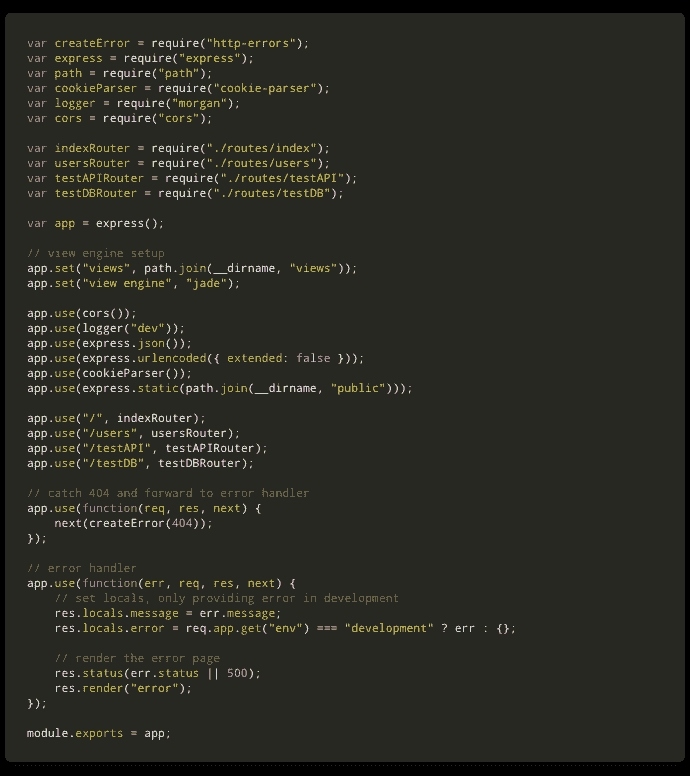 var createError = require("http-errors");
var express = require("express");
var path = require("path");
var cookieParser = require("cookie-parser");
var logger = require("morgan");
var cors = require("cors");

var indexRouter = require("./routes/index");
var usersRouter = require("./routes/users");
var testAPIRouter = require("./routes/testAPI");
var testDBRouter = require("./routes/testDB");

var app = express();

// view engine setup
app.set("views", path.join(__dirname, "views"));
app.set("view engine", "jade");

app.use(cors());
app.use(logger("dev"));
app.use(express.json());
app.use(express.urlencoded({ extended: false }));
app.use(cookieParser());
app.use(express.static(path.join(__dirname, "public")));

app.use("/", indexRouter);
app.use("/users", usersRouter);
app.use("/testAPI", testAPIRouter);
app.use("/testDB", testDBRouter);

// catch 404 and forward to error handler
app.use(function(req, res, next) {
    next(createError(404));
});

// error handler
app.use(function(err, req, res, next) {
    // set locals, only providing error in development
    res.locals.message = err.message;
    res.locals.error = req.app.get("env") === "development" ? err : {};

    // render the error page
    res.status(err.status || 500);
    res.render("error");
});

module.exports = app;